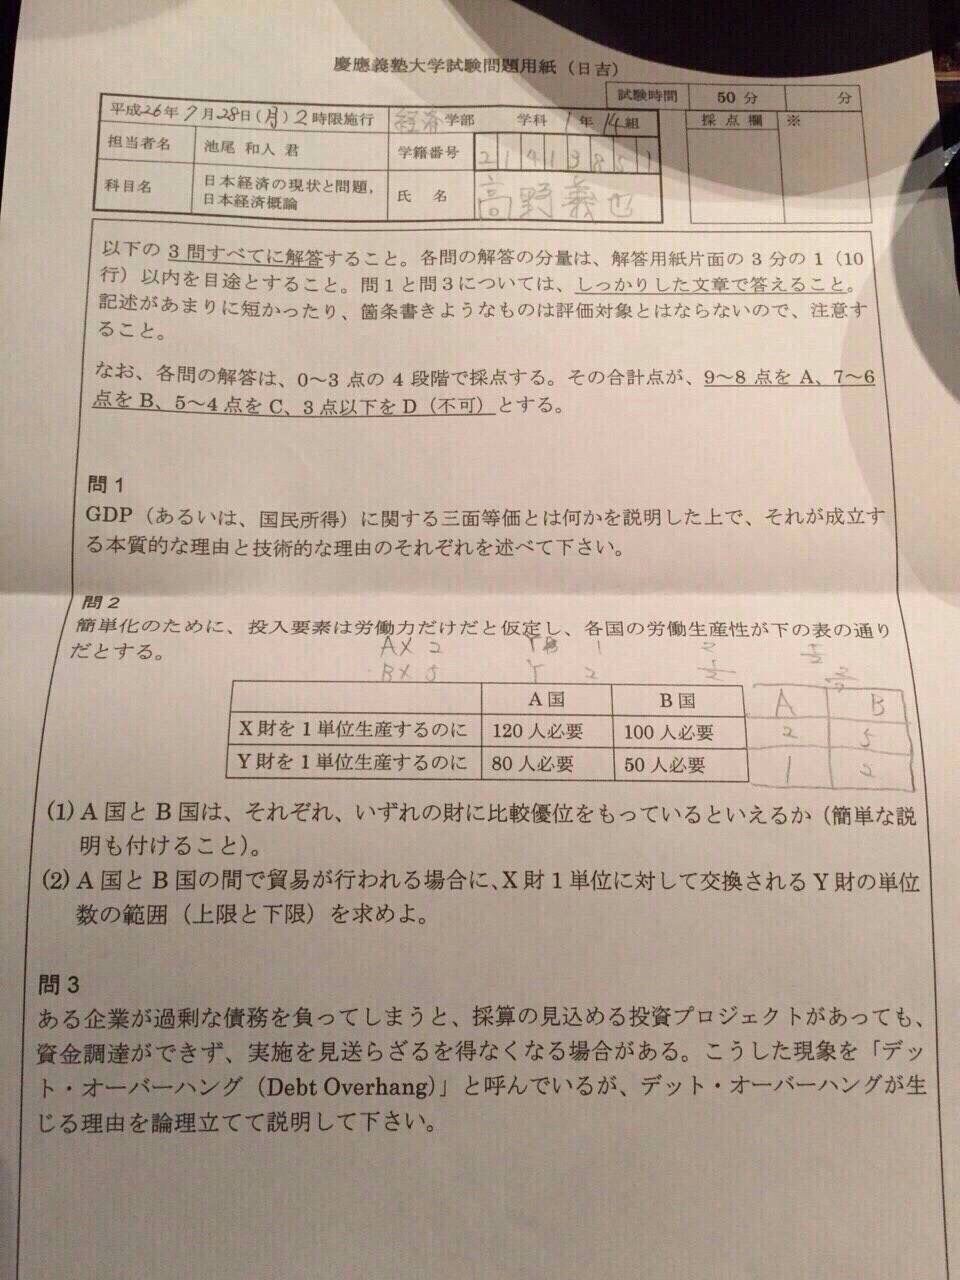 慶應義塾大学試験問題用紙（日吉）
試験時間 50 分 分
平成26年7月28日(月)2時限施行 経済学部 学科 1年14組 採点欄 ※
担当者名 池尾 和人 君 学籍番号
科目名 日本経済の現状と問題, 日本経済概論 氏 名 高野義也
以下の 3 問すべてに解答すること。各問の解答の分量は、解答用紙片面の 3 分の 1（10
行）以内を目途とすること。問 1 と問 3 については、しっかりした文章で答えること。
記述があまりに短かったり、箇条書きようなものは評価対象とはならないので、注意す
ること。
なお、各問の解答は、0～3 点の 4 段階で採点する。その合計点が、9～8 点を A、7～6
点を B、5～4 点を C、3 点以下を D（不可）とする。
問 1
GDP（あるいは、国民所得）に関する三面等価とは何かを説明した上で、それが成立す
る本質的な理由と技術的な理由のそれぞれを述べて下さい。
問 2
簡単化のために、投入要素は労働力だけだと仮定し、各国の労働生産性が下の表の通り
だとする。
AX 2 1
BX 5 Y 2
A 国 B 国 A B
X 財を 1 単位生産するのに 120 人必要 100 人必要 2 5
Y 財を 1 単位生産するのに 80 人必要 50 人必要 1 2
(1) A 国と B 国は、それぞれ、いずれの財に比較優位をもっているといえるか（簡単な説
明も付けること）。
(2) A 国と B 国の間で貿易が行われる場合に、X 財 1 単位に対して交換される Y 財の単位
数の範囲（上限と下限）を求めよ。
問 3
ある企業が過剰な債務を負ってしまうと、採算の見込める投資プロジェクトがあっても、
資金調達ができず、実施を見送らざるを得なくなる場合がある。こうした現象を「デッ
ト・オーバーハング（Debt Overhang）」と呼んでいるが、デット・オーバーハングが生
じる理由を論理立てて説明して下さい。